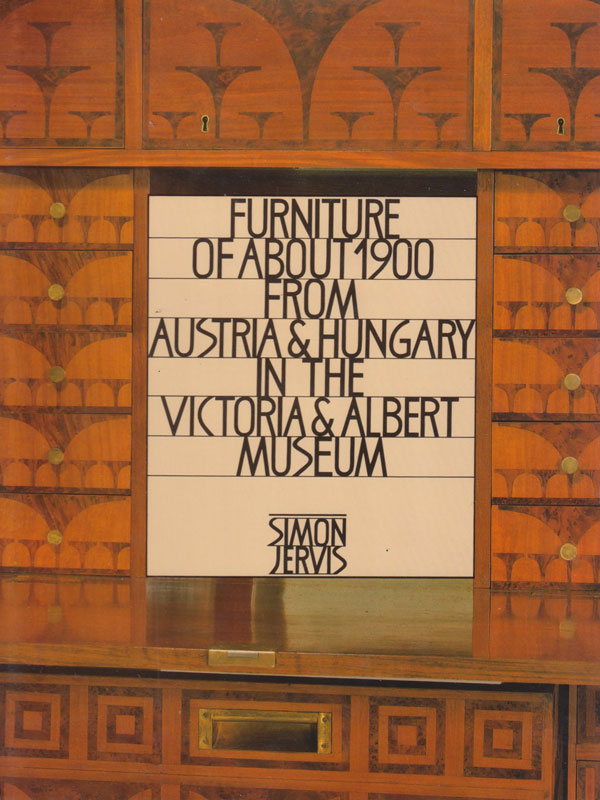 FURNITURE
OF ABOUT 1900
FROM
AUSTRIA & HUNGARY
IN THE
VICTORIA & ALBERT
MUSEUM
SIMON
JERVIS